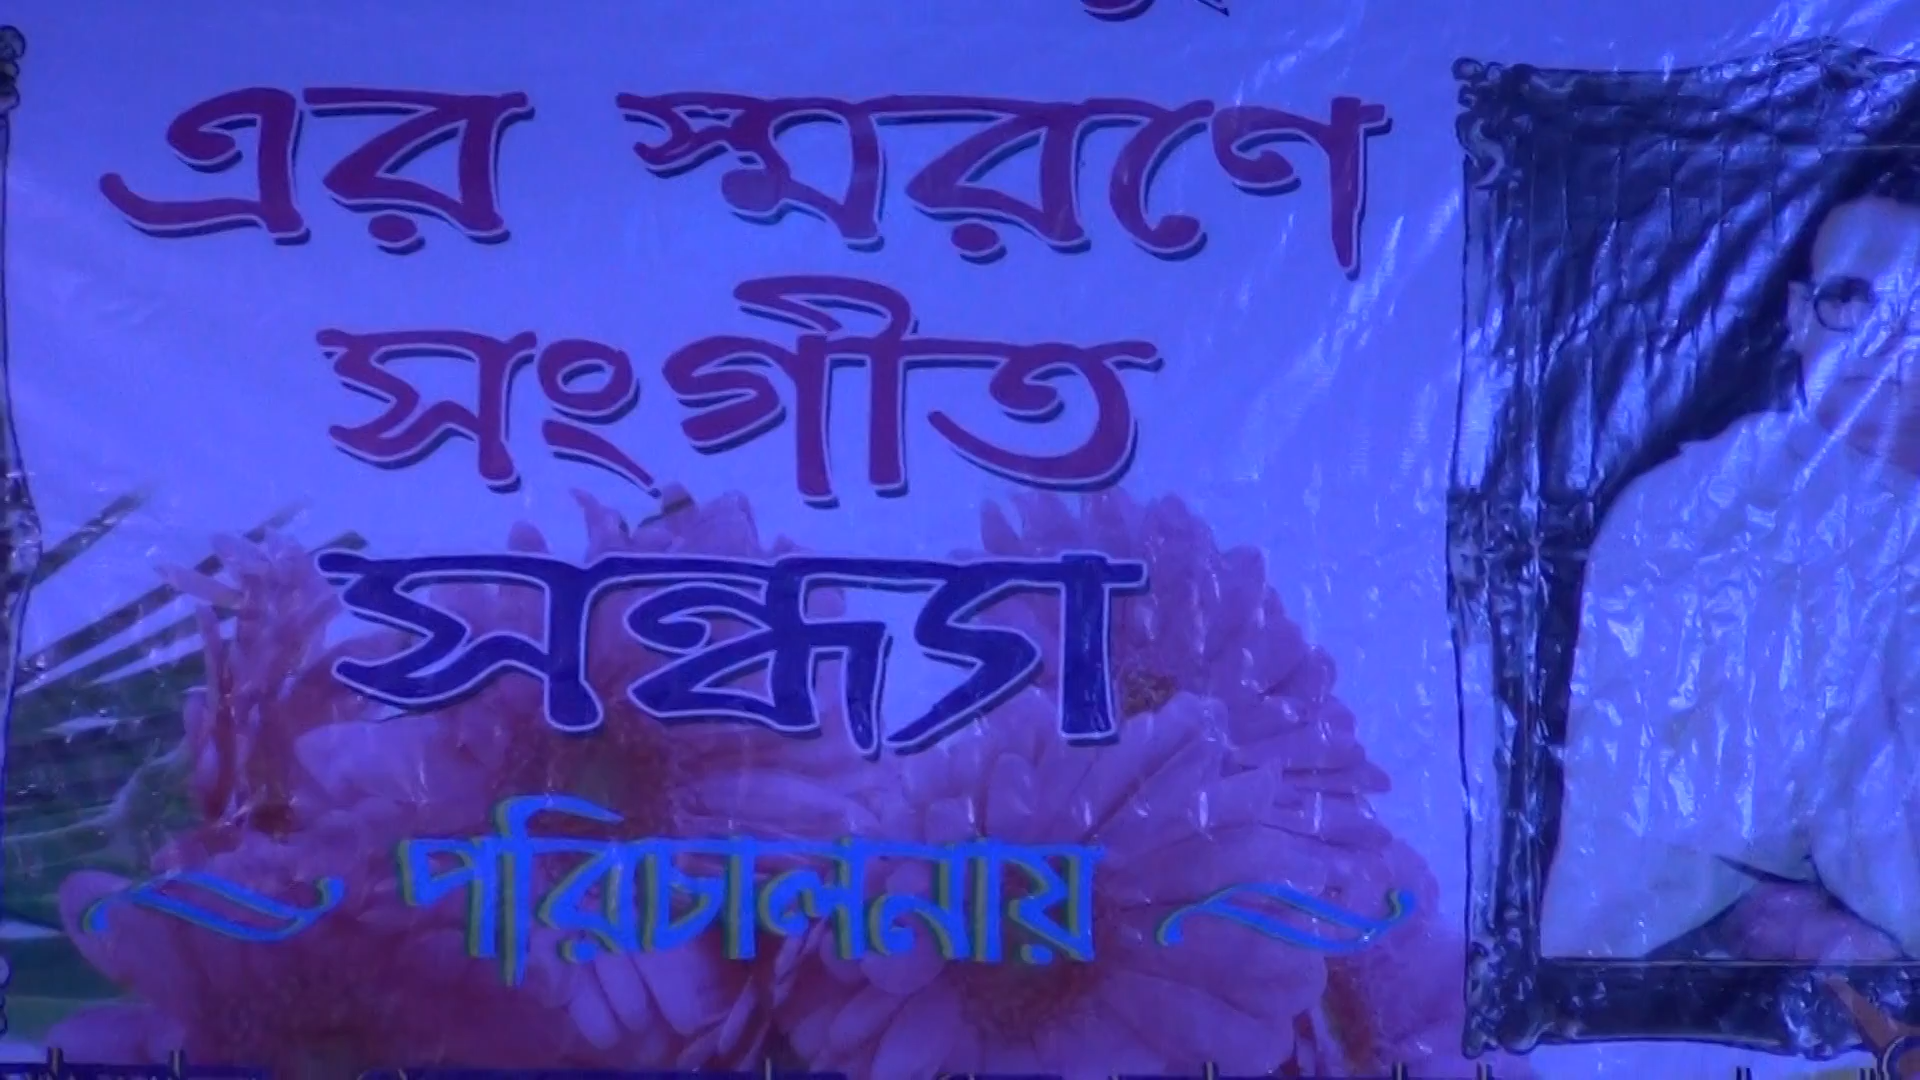 এর স্মরণে
সংগীত
সন্ধ্যা
পরিচালনায়